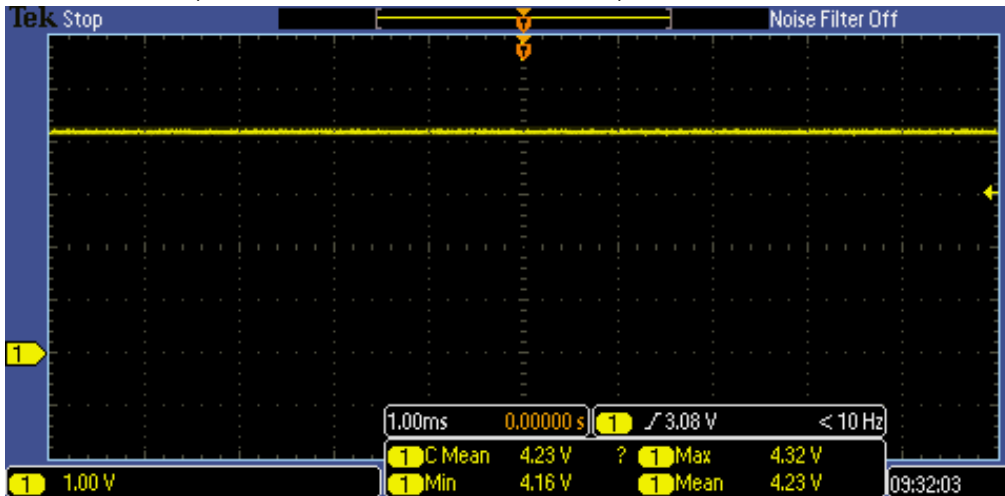 Tek Stop Noise Filter Off
T
T
1
1.00ms 0.00000 s 1 3.08 V < 10 Hz
1 C Mean 4.23 V ? 1 Max 4.32 V
1 1.00 V 1 Min 4.16 V 1 Mean 4.23 V 09:32:03